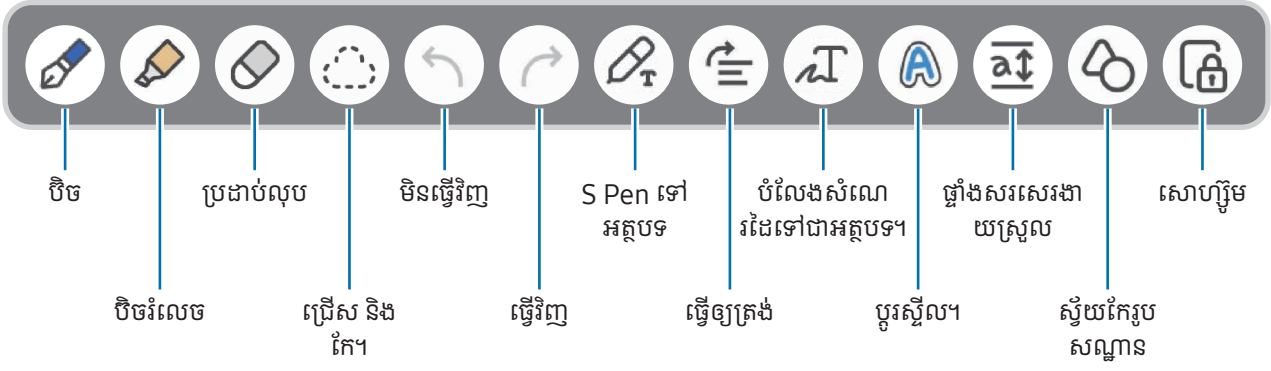 ប៊ិច
ប្រដាប់លុប
មិនធ្វើវិញ
S Pen ទៅ
អត្ថបទ
បំលែងសំណេ
រដៃទៅជាអត្ថបទ។
ផ្ទាំងសរសេរងា
យស្រួល
សោហ្ស៊ូម
ប៊ិចរំលេច
ជ្រើស និង
កែ។
ធ្វើវិញ
ធ្វើឲ្យត្រង់
ប្តូរស្ទីល។
ស្វ័យកែរូប
សណ្ឋាន